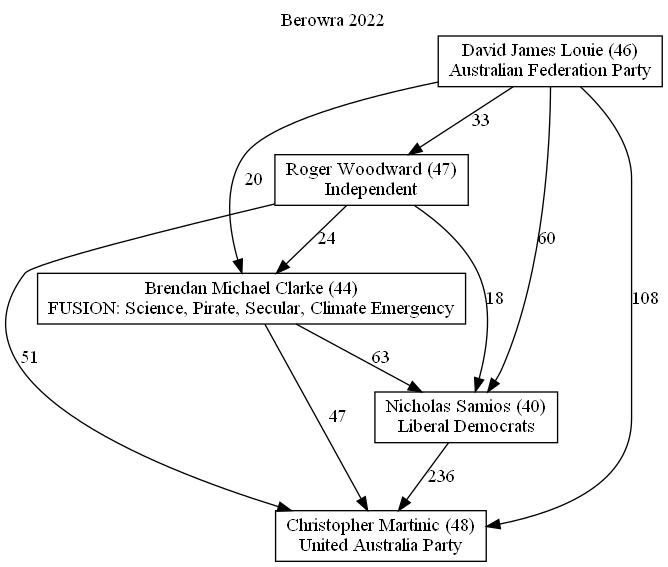 Berowra 2022
David James Louie (46)
Australian Federation Party
33
20
Roger Woodward (47)
Independent
24
60
Brendan Michael Clarke (44)
FUSION: Science, Pirate, Secular, Climate Emergency
18
108
51
63
47
Nicholas Samios (40)
Liberal Democrats
236
Christopher Martinic (48)
United Australia Party